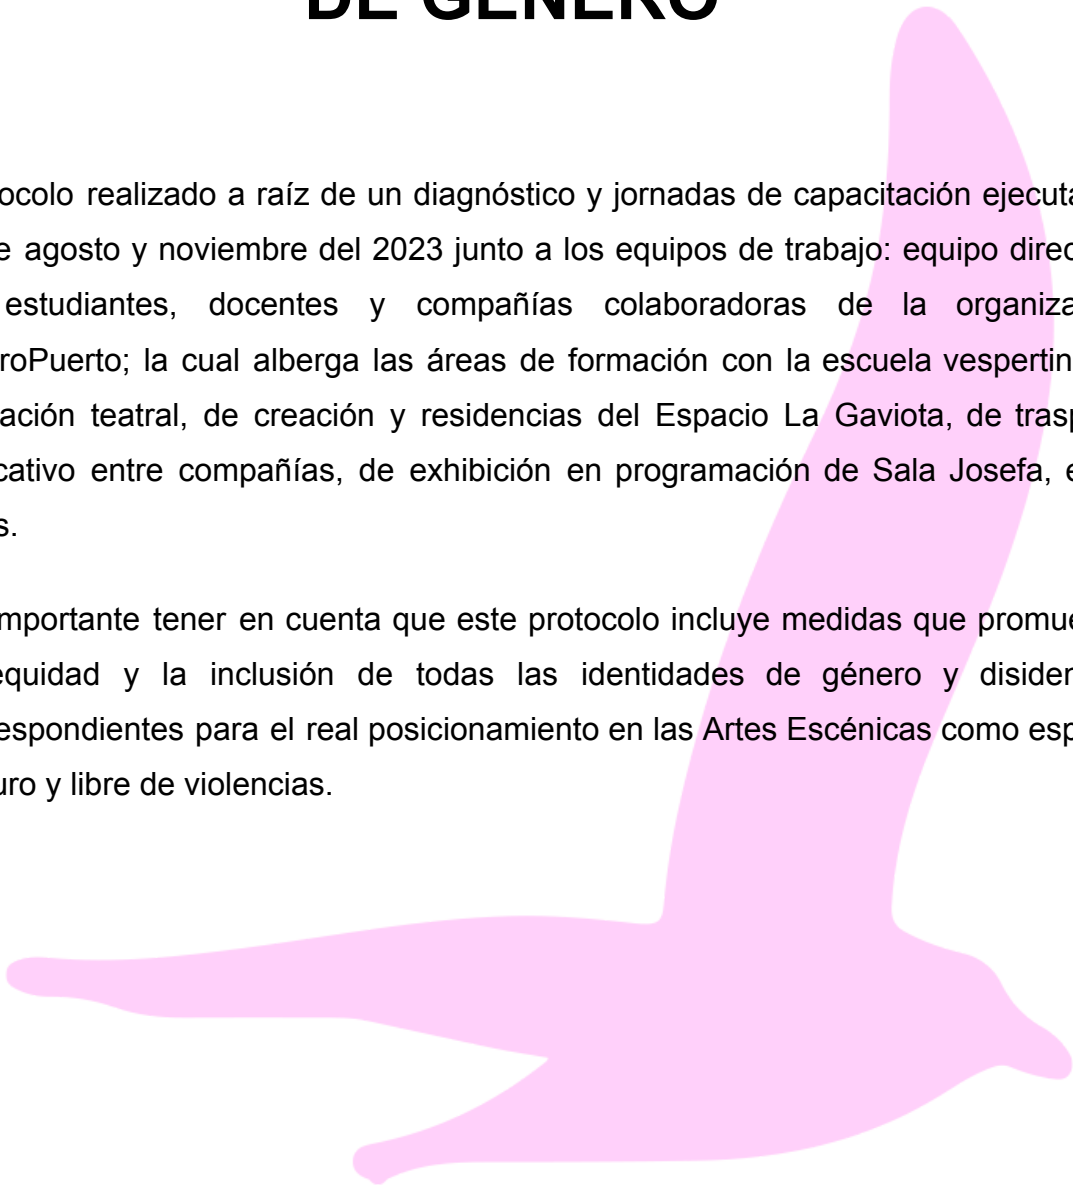 DE GÉNERO
ocolo realizado a raíz de un diagnóstico y jornadas de capacitación ejecuta
e agosto y noviembre del 2023 junto a los equipos de trabajo: equipo direc
estudiantes, docentes y compañías colaboradoras de la organiza
roPuerto; la cual alberga las áreas de formación con la escuela vespertin
ación teatral, de creación y residencias del Espacio La Gaviota, de trasp
cativo entre compañías, de exhibición en programación de Sala Josefa, e
s.
mportante tener en cuenta que este protocolo incluye medidas que promue
equidad y la inclusión de todas las identidades de género y disiden
espondientes para el real posicionamiento en las Artes Escénicas como esp
uro y libre de violencias.